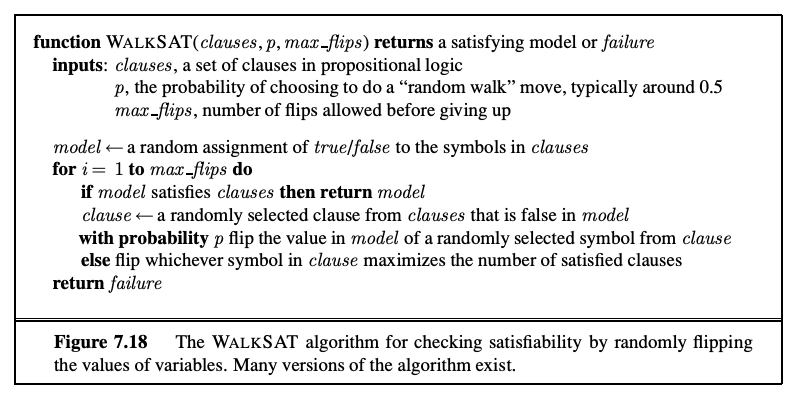 function WALKSAT(clauses, p, max_flips) returns a satisfying model or failure
inputs: clauses, a set of clauses in propositional logic
p, the probability of choosing to do a “random walk” move, typically around 0.5
max_flips, number of flips allowed before giving up
model ← a random assignment of true/false to the symbols in clauses
for i = 1 to max_flips do
if model satisfies clauses then return model
clause ← a randomly selected clause from clauses that is false in model
with probability p flip the value in model of a randomly selected symbol from clause
else flip whichever symbol in clause maximizes the number of satisfied clauses
return failure
Figure 7.18 The WALKSAT algorithm for checking satisfiability by randomly flipping
the values of variables. Many versions of the algorithm exist.